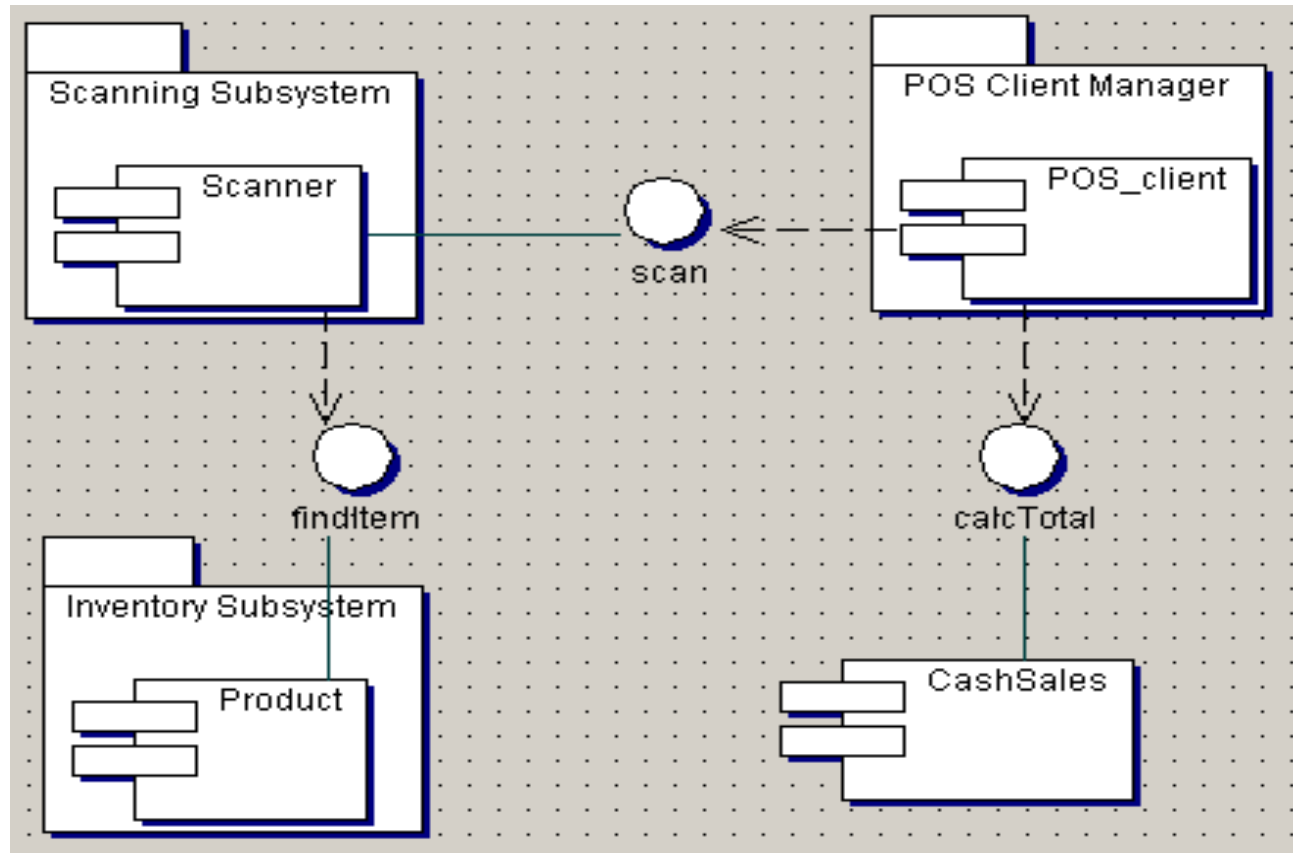 Scanning Subsystem
POS Client Manager
Scanner
POS_client
scan
findItem
calcTotal
Inventory Subsystem
Product
CashSales